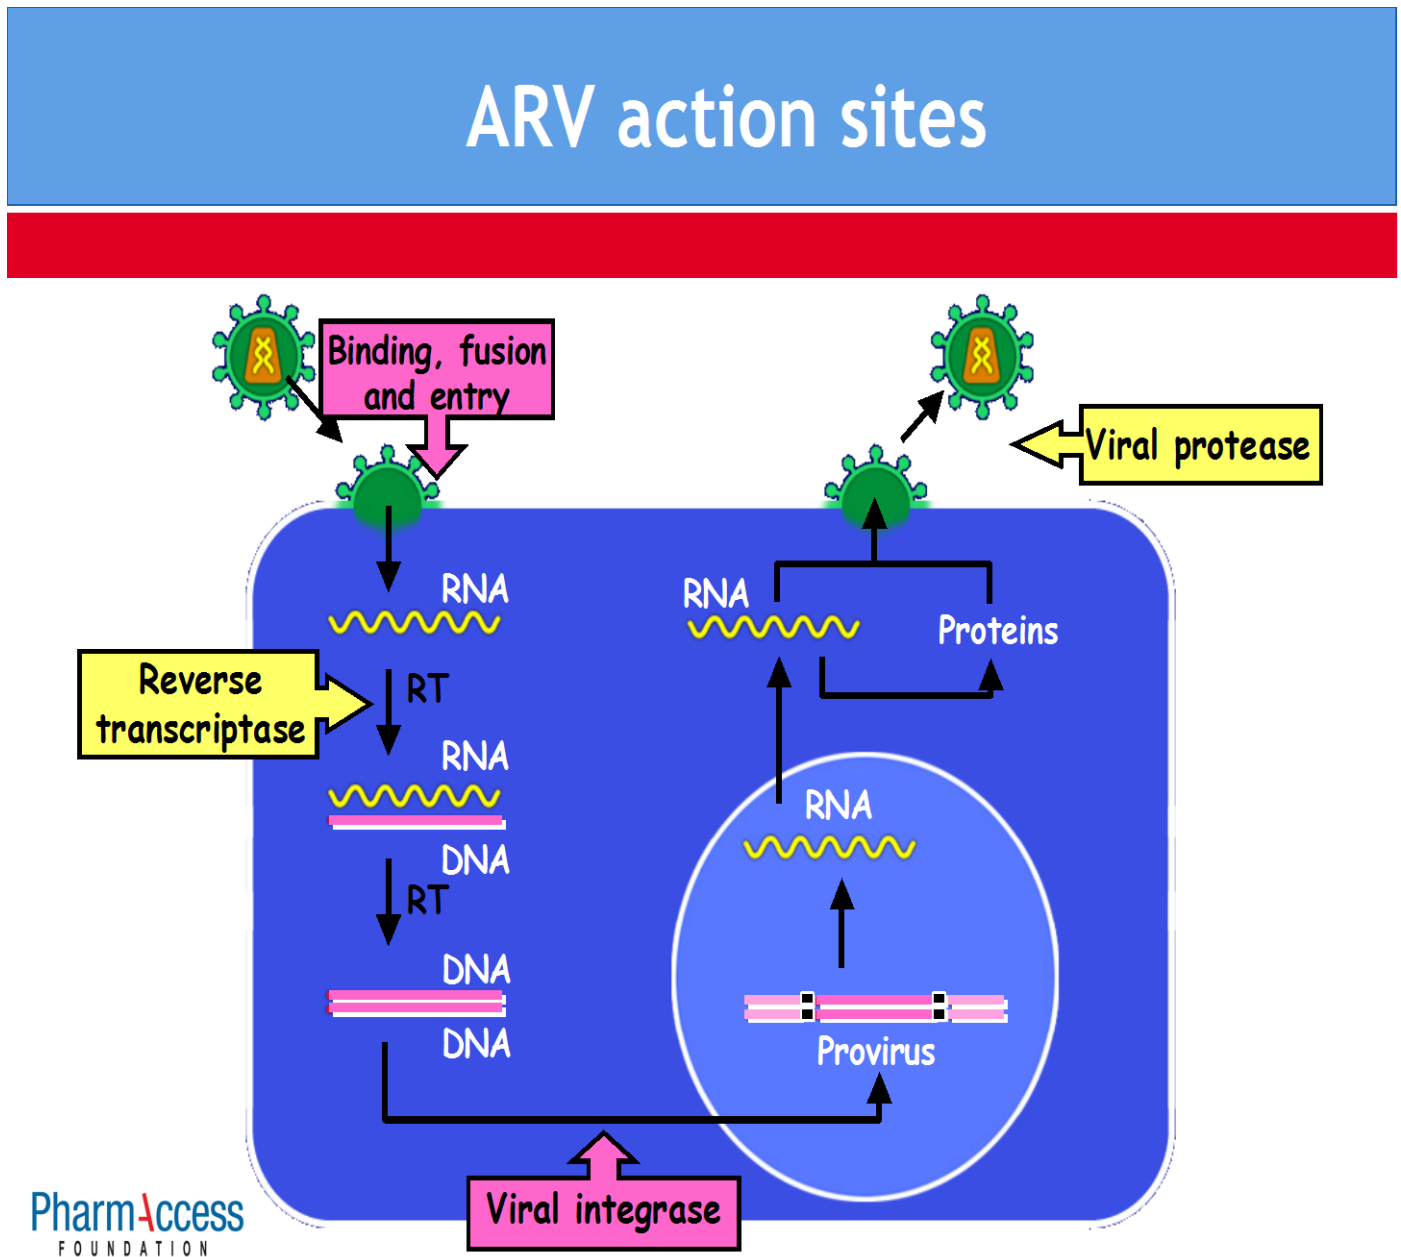 ARV action sites
Binding, fusion
and entry
Viral protease
RNA
RT
Reverse
transcriptase
RNA
DNA
RT
DNA
DNA
Viral integrase
Provirus
RNA
RNA
Proteins
PharmAccess
FOUNDATION